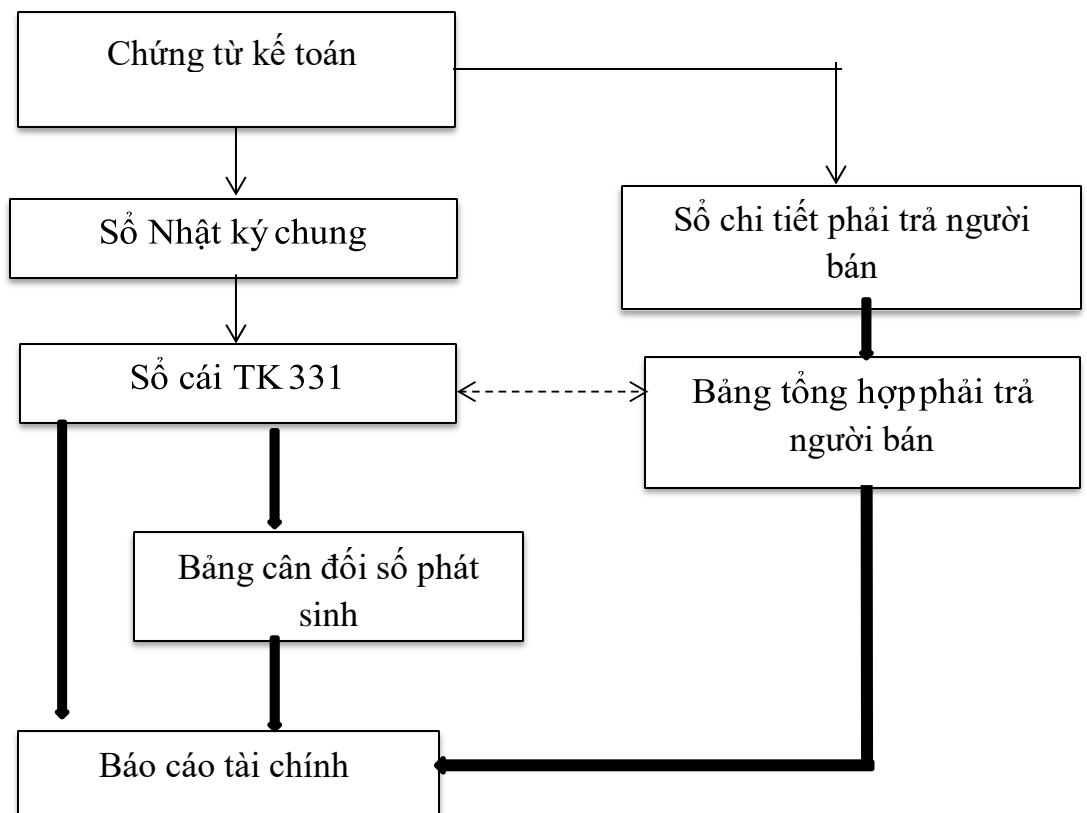 Chứng từ kế toán
Sổ Nhật ký chung
Sổ chi tiết phải trả người
bán
Sổ cái TK 331
Bảng tổng hợp phải trả
người bán
Bảng cân đối số phát
sinh
Báo cáo tài chính